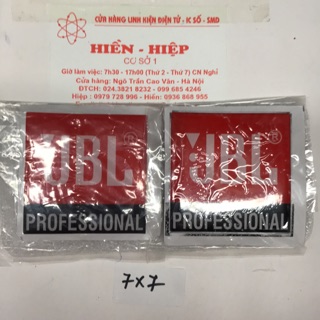 CỬA HÀNG LINH KIỆN ĐIỆN TỬ - IC SỐ - SMD
HIỀN - HIỆP
CƠ SỞ 1
Giờ làm việc: 7h30 - 17h00 (Thứ 2 - Thứ 7) CN Nghỉ
Cửa hàng: Ngõ Trần Cao Vân - Hà Nội
ĐTCH: 024.3821 8232 - 099 685 4246
Hiệp : 0979 728 996 - Hiền: 0936 868 955
JBL®
PROFESSIONAL
JBL®
PROFESSIONAL
7x7